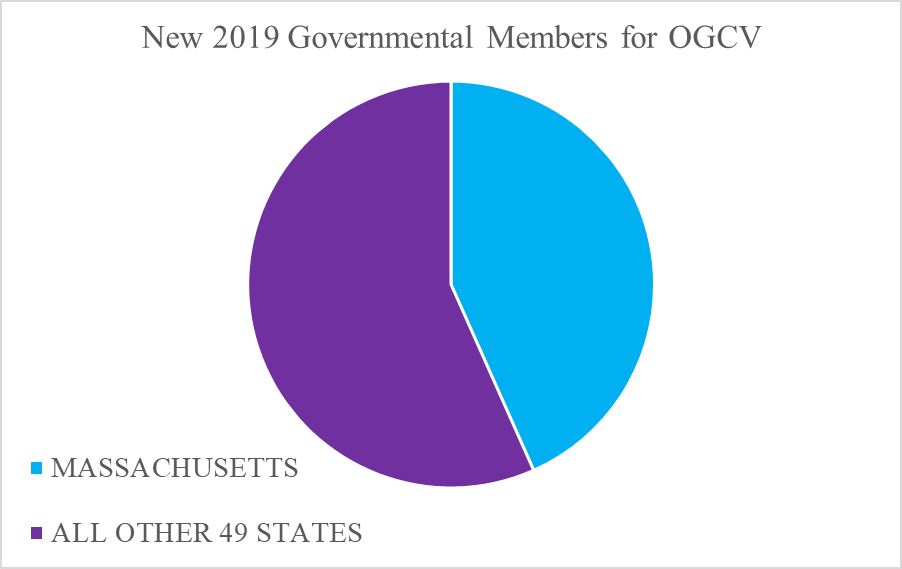 New 2019 Governmental Members for OGCV
MASSACHUSETTS
ALL OTHER 49 STATES